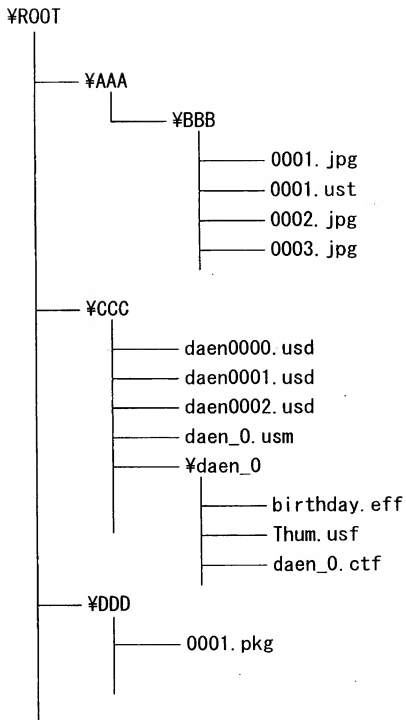 ¥ROOT
¥AAA
¥BBB
0001.jpg
0001.ust
0002.jpg
0003.jpg
¥CCC
daen0000.usd
daen0001.usd
daen0002.usd
daen_0.usm
¥daen_0
birthday.eff
Thum.usf
daen_0.ctf
¥DDD
0001.pkg